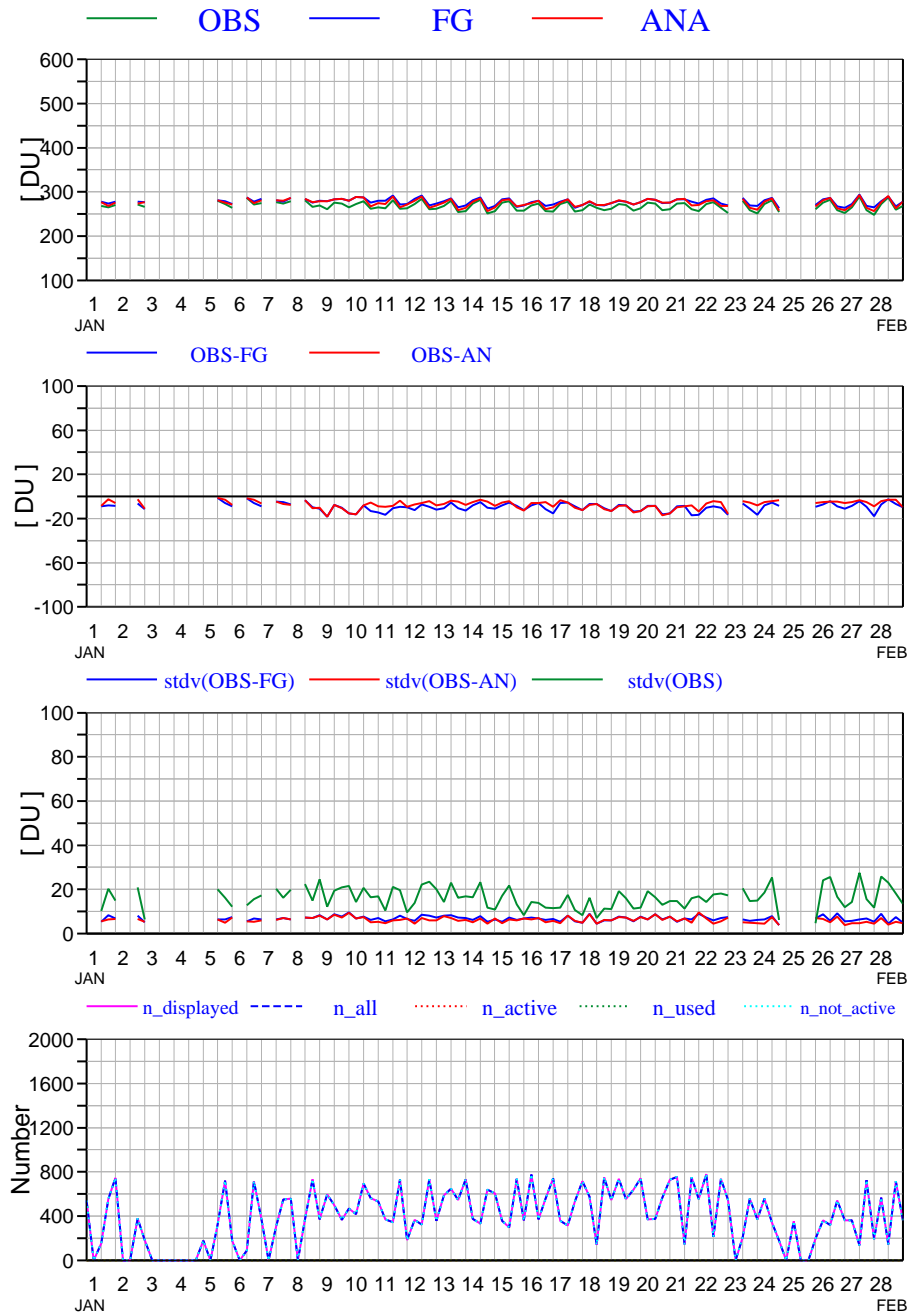 OBS FG ANA
600
500
400
300
200
100
[ DU ]
1 2 3 4 5 6 7 8 9 10 11 12 13 14 15 16 17 18 19 20 21 22 23 24 25 26 27 28
JAN FEB
OBS-FG OBS-AN
100
60
20
-20
-60
-100
[ DU ]
1 2 3 4 5 6 7 8 9 10 11 12 13 14 15 16 17 18 19 20 21 22 23 24 25 26 27 28
JAN FEB
stdv(OBS-FG) stdv(OBS-AN) stdv(OBS)
100
80
60
40
20
0
[ DU ]
1 2 3 4 5 6 7 8 9 10 11 12 13 14 15 16 17 18 19 20 21 22 23 24 25 26 27 28
JAN FEB
n_displayed n_all n_active n_used n_not_active
2000
1600
1200
800
400
0
Number
1 2 3 4 5 6 7 8 9 10 11 12 13 14 15 16 17 18 19 20 21 22 23 24 25 26 27 28
JAN FEB